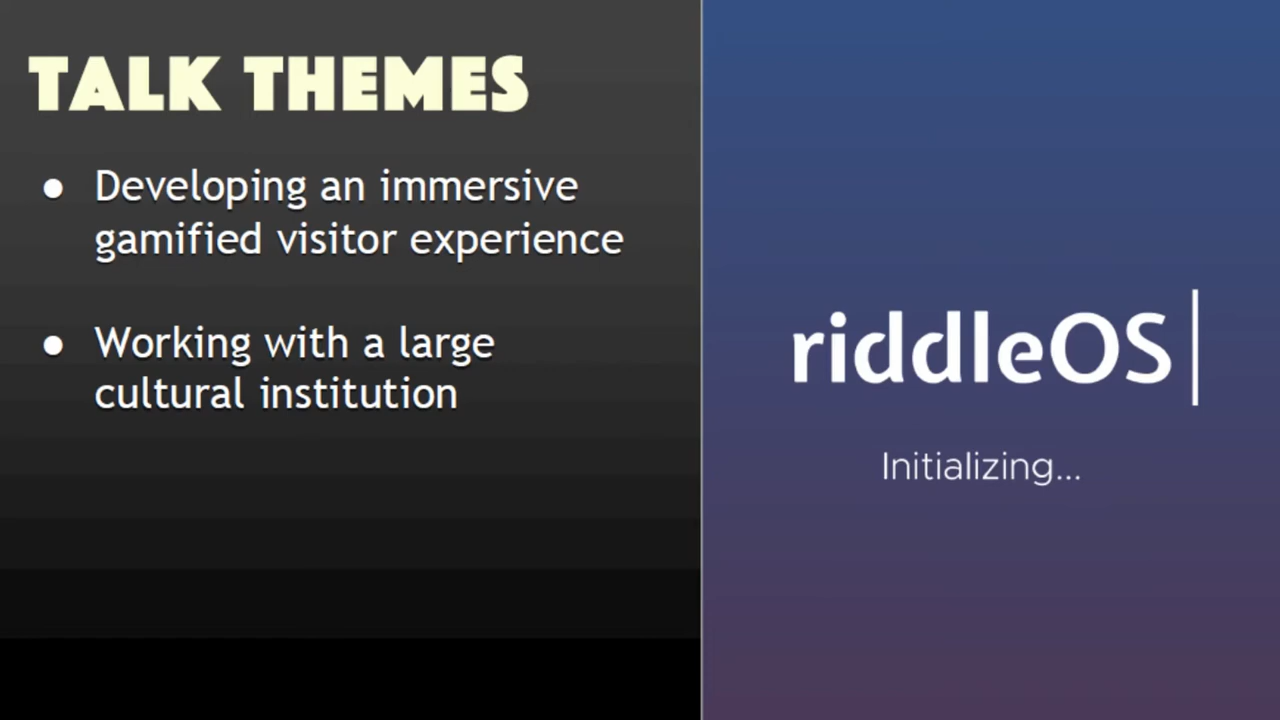 TALK THEMES
● Developing an immersive
gamified visitor experience
● Working with a large
cultural institution
riddleOS|
Initializing...